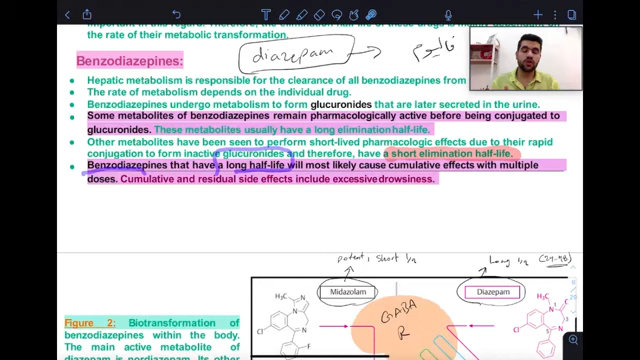 important in this regard. Therefore, the elimination half-life of these drugs
the rate of their metabolic transformation.
diazepam فاليوم
Benzodiazepines:
Hepatic metabolism is responsible for the clearance of all benzodiazepines from
The rate of metabolism depends on the individual drug.
Benzodiazepines undergo metabolism to form glucuronides that are later secreted in the urine.
Some metabolites of benzodiazepines remain pharmacologically active before being conjugated to
glucuronides. These metabolites usually have a long elimination half-life.
Other metabolites have been seen to perform short-lived pharmacologic effects due to their rapid
conjugation to form inactive glucuronides and therefore, have a short elimination half-life.
Benzodiazepines that have a long half-life will most likely cause cumulative effects with multiple
doses. Cumulative and residual side effects include excessive drowsiness.
potent, short ½ Long ½ (24-48)
Midazolam Diazepam
H₃C
N
N
Cl
N
F
GABA
R
H₃C
N
Cl
N
Figure 2: Biotransformation of
benzodiazepines within the body.
The main active metabolite of
diazepam is nordiazepam. Its other